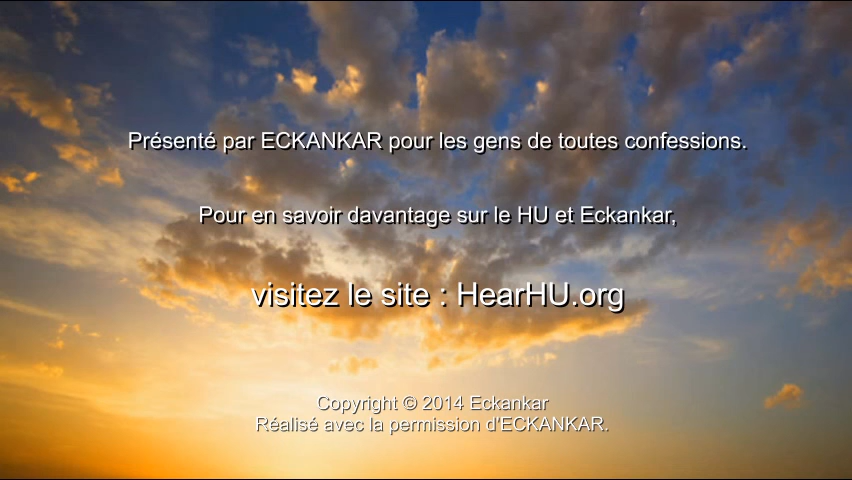 Présenté par ECKANKAR pour les gens de toutes confessions.
Pour en savoir davantage sur le HU et Eckankar,
visitez le site : HearHU.org
Copyright © 2014 Eckankar
Réalisé avec la permission d'ECKANKAR.